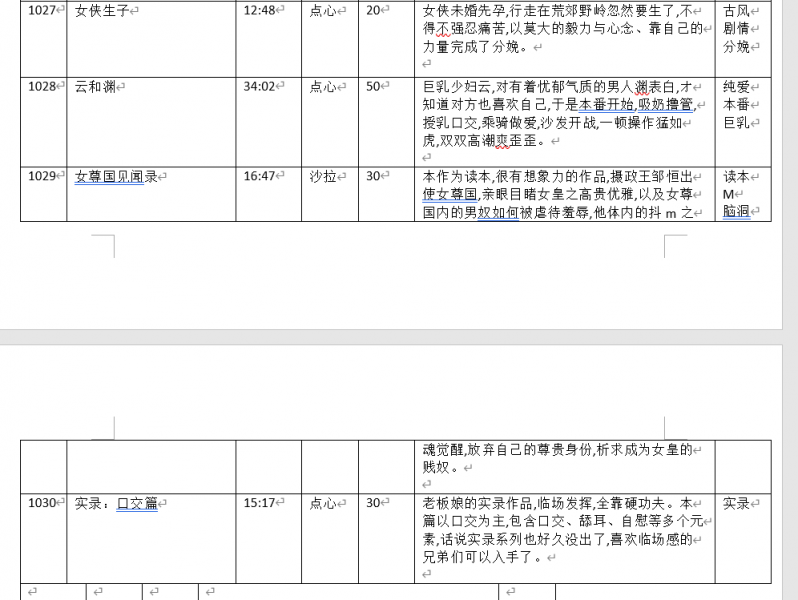 1027 女侠生子 12:48 点心 20 女侠未婚先孕,行走在荒郊野岭忽然要生了,不 古风
得不强忍痛苦,以莫大的毅力与心念、靠自己的 剧情
力量完成了分娩。 分娩
1028 云和渊 34:02 点心 50 巨乳少妇云,对有着忧郁气质的男人渊表白,才 纯爱
知道对方也喜欢自己,于是本番开始,吸奶撸管, 本番
授乳口交,乘骑做爱,沙发开战,一顿操作猛如 巨乳
虎,双双高潮爽歪歪。
1029 女尊国见闻录 16:47 沙拉 30 本作为读本,很有想象力的作品,摄政王邹恒出 读本
使女尊国,亲眼目睹女皇之高贵优雅,以及女尊 M
国内的男奴如何被虐待羞辱,他体内的抖 m 之 脑洞
魂觉醒,放弃自己的尊贵身份,析求成为女皇的
贱奴。
1030 实录：口交篇 15:17 点心 30 老板娘的实录作品,临场发挥,全靠硬功夫。本 实录
篇以口交为主,包含口交、舔耳、自慰等多个元
素,话说实录系列也好久没出了,喜欢临场感的
兄弟们可以入手了。